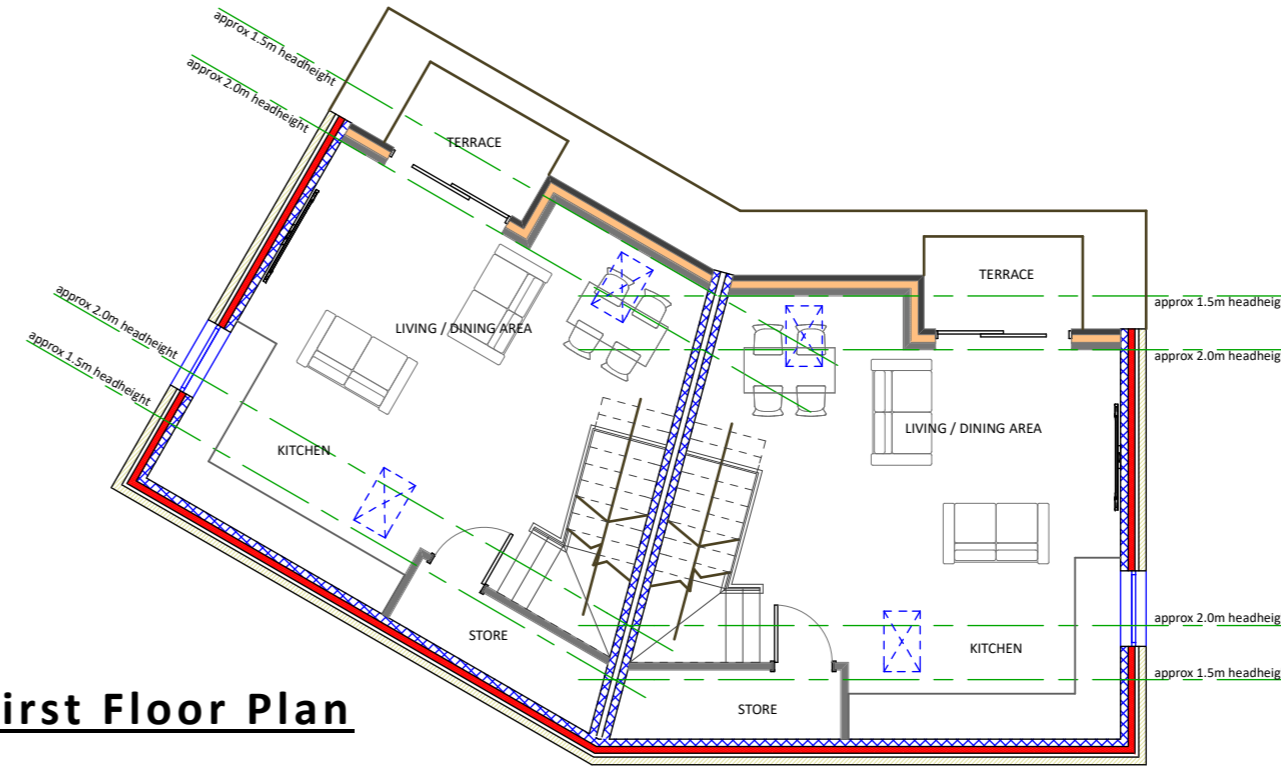 approx 1.5m headheight
approx 2.0m headheight
TERRACE
TERRACE
approx 1.5m headheig
approx 2.0m headheight
LIVING / DINING AREA
approx 1.5m headheight
approx 2.0m headheig
LIVING / DINING AREA
KITCHEN
approx 2.0m headheig
STORE
KITCHEN
approx 1.5m headheig
STORE
irst Floor Plan